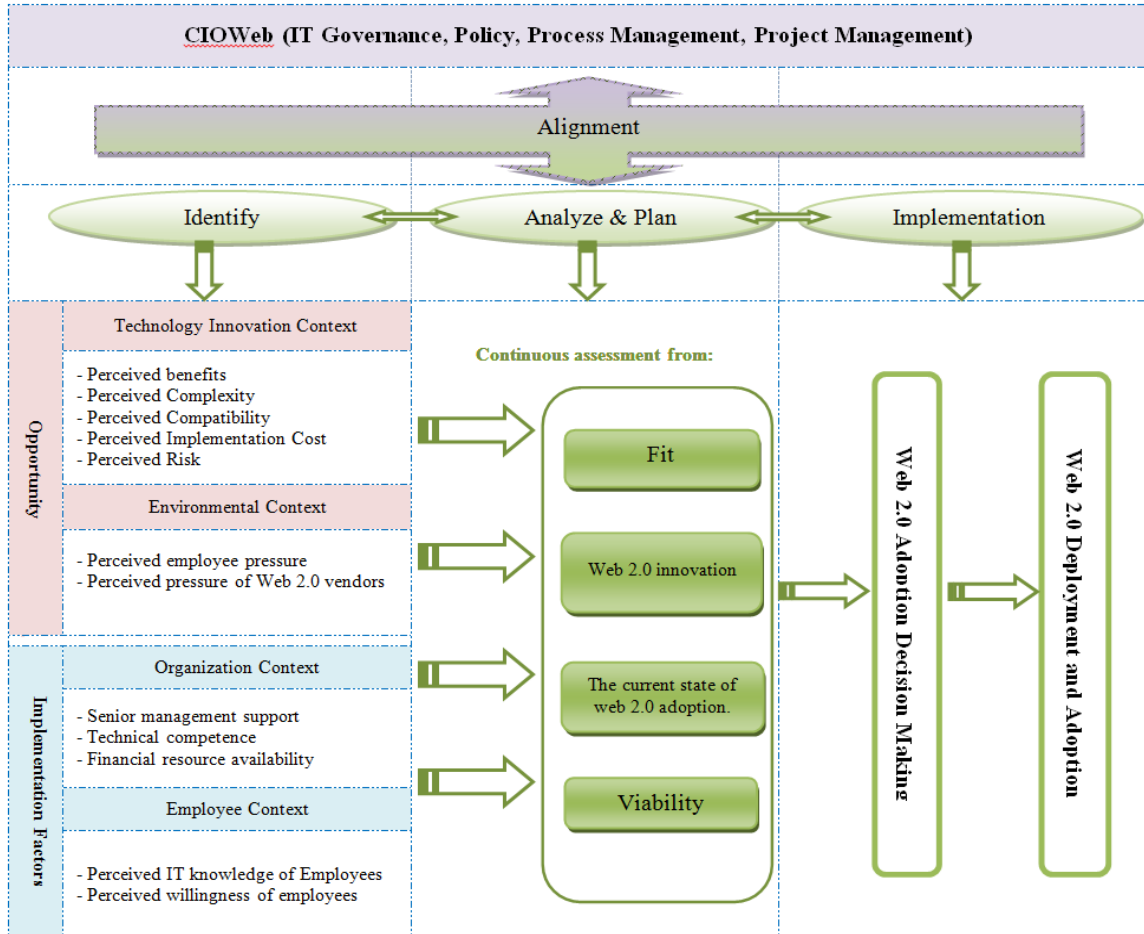 CIOWeb (IT Governance, Policy, Process Management, Project Management)
Alignment
Identify
Analyze & Plan
Implementation
Opportunity
Technology Innovation Context
- Perceived benefits
- Perceived Complexity
- Perceived Compatibility
- Perceived Implementation Cost
- Perceived Risk
Environmental Context
- Perceived employee pressure
- Perceived pressure of Web 2.0 vendors
Implementation Factors
Organization Context
- Senior management support
- Technical competence
- Financial resource availability
Employee Context
- Perceived IT knowledge of Employees
- Perceived willingness of employees
Continuous assessment from:
Fit
Web 2.0 innovation
The current state of
web 2.0 adoption.
Viability
Web 2.0 Adoption Decision Making
Web 2.0 Deployment and Adoption